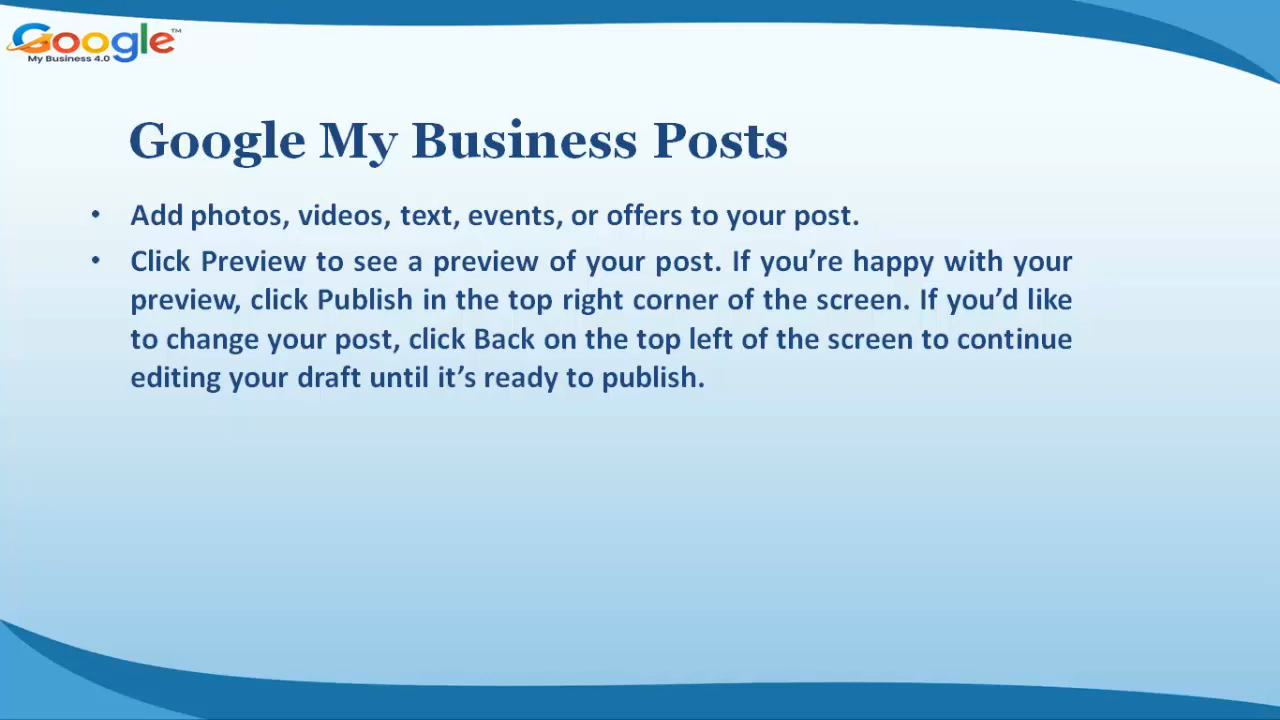 Google™
My Business 4.0
Google My Business Posts
• Add photos, videos, text, events, or offers to your post.
• Click Preview to see a preview of your post. If you’re happy with your
preview, click Publish in the top right corner of the screen. If you’d like
to change your post, click Back on the top left of the screen to continue
editing your draft until it’s ready to publish.